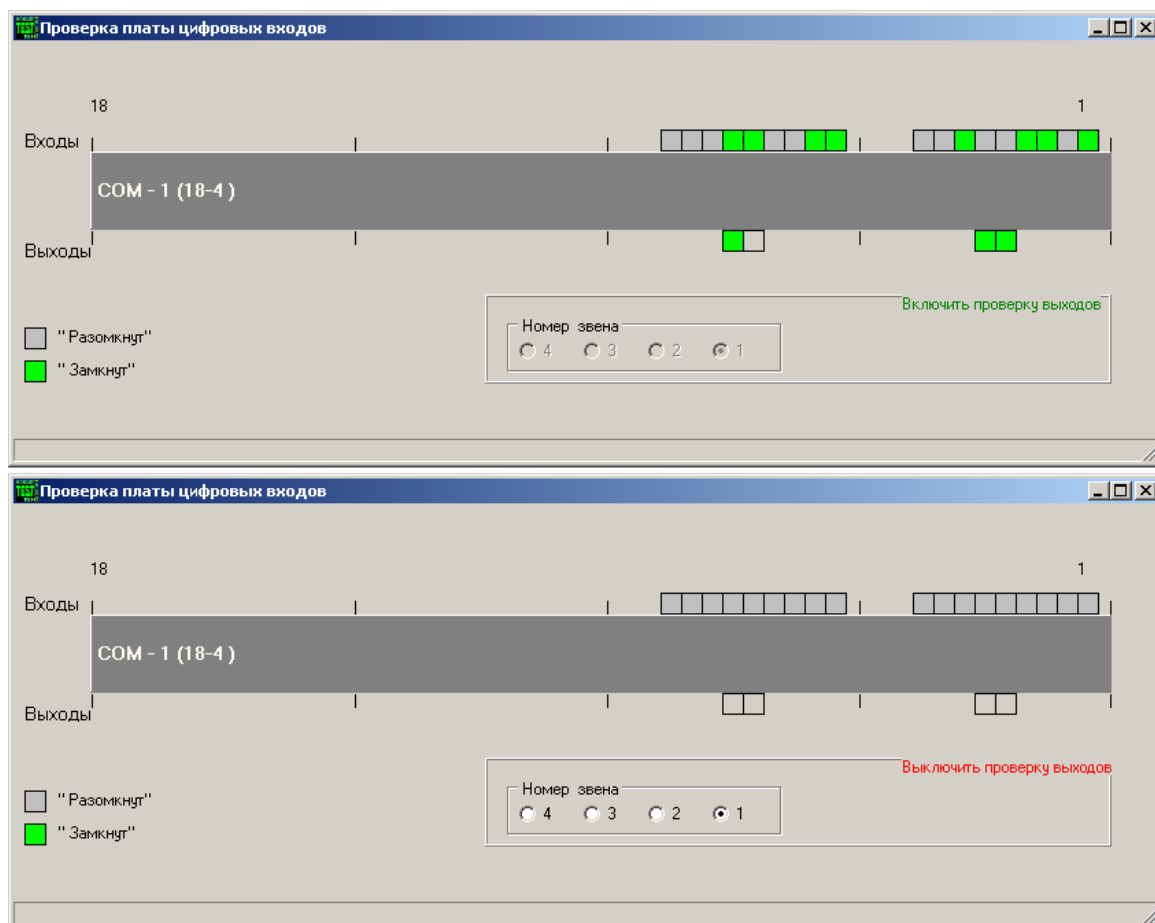 Проверка платы цифровых входов
18 1
Входы
COM - 1 (18-4 )
Выходы
Включить проверку выходов
Номер звена
" Разомкнут"
4 3 2 1
" Замкнут"
Проверка платы цифровых входов
18 1
Входы
COM - 1 (18-4 )
Выходы
Выключить проверку выходов
Номер звена
" Разомкнут"
4 3 2 1
" Замкнут"